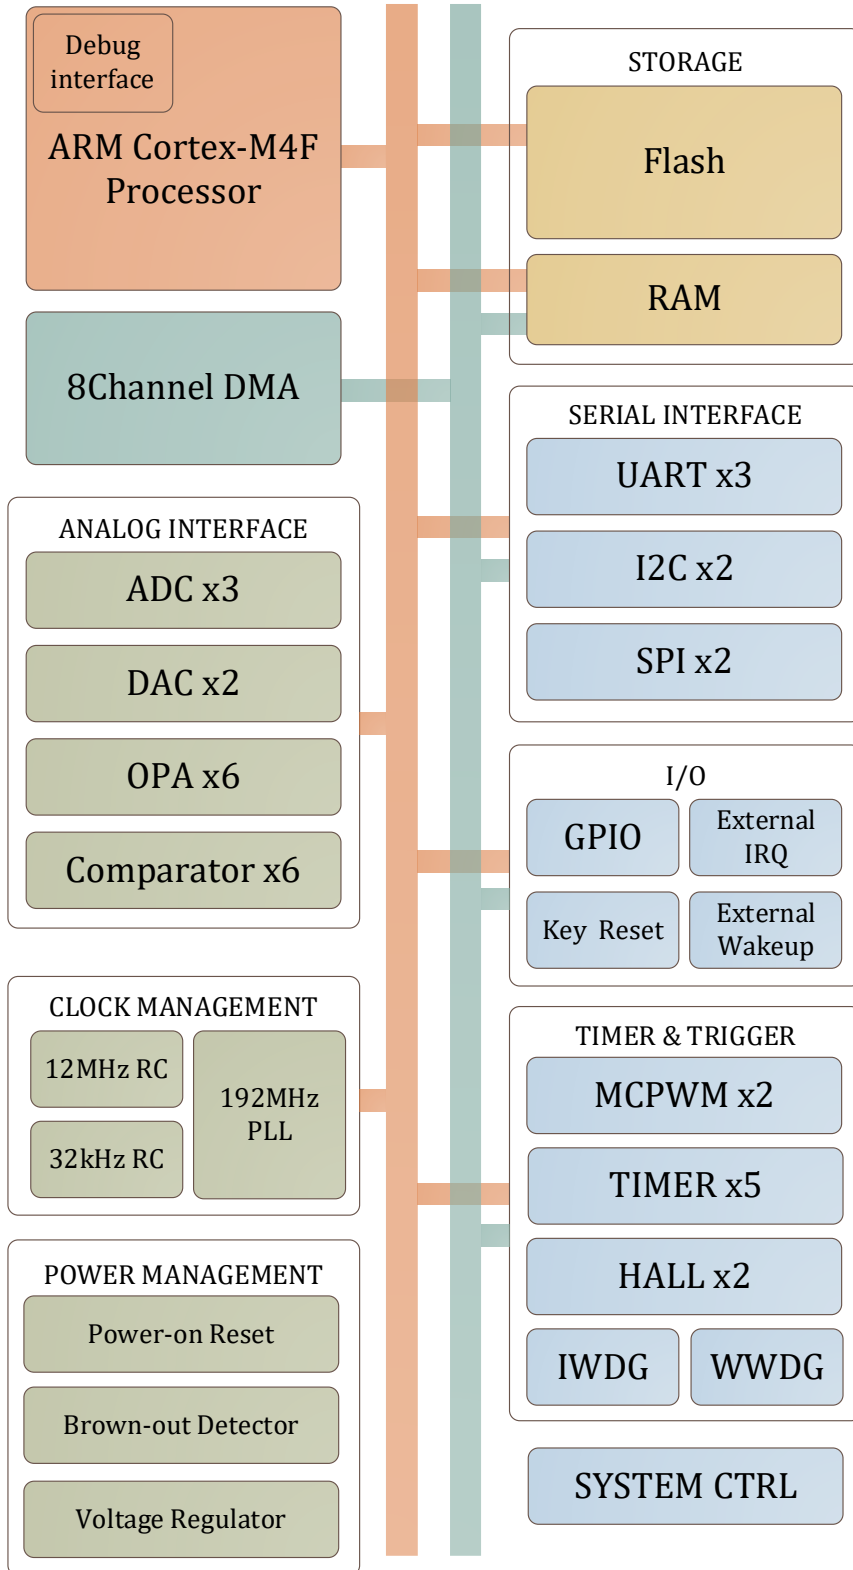 Debug
interface
ARM Cortex-M4F
Processor
8Channel DMA
ANALOG INTERFACE
ADC x3
DAC x2
OPA x6
Comparator x6
CLOCK MANAGEMENT
12MHz RC
32kHz RC
192MHz
PLL
POWER MANAGEMENT
Power-on Reset
Brown-out Detector
Voltage Regulator
STORAGE
Flash
RAM
SERIAL INTERFACE
UART x3
I2C x2
SPI x2
I/O
GPIO
External
IRQ
Key Reset
External
Wakeup
TIMER & TRIGGER
MCPWM x2
TIMER x5
HALL x2
IWDG
WWDG
SYSTEM CTRL